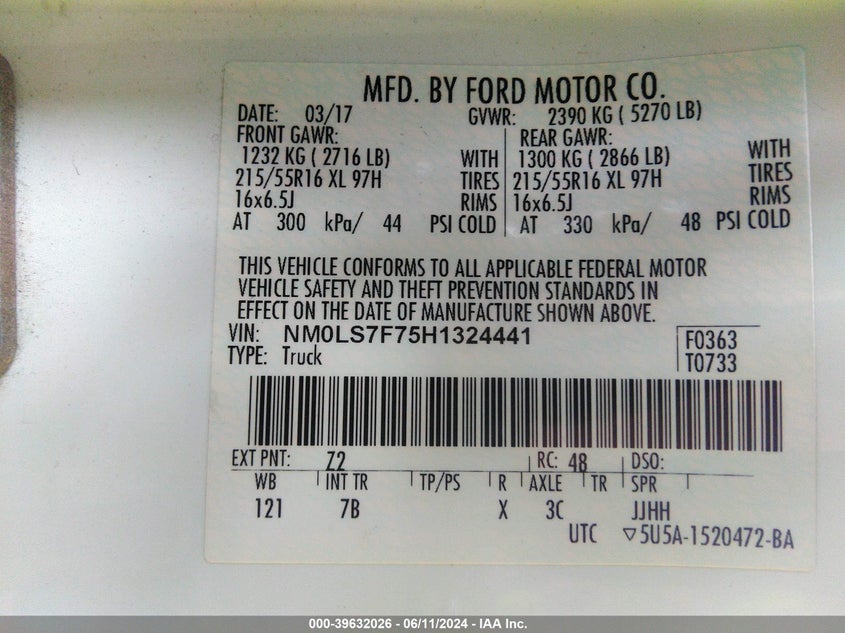 MFD. BY FORD MOTOR CO.
DATE: 03/17 GVWR: 2390 KG ( 5270 LB)
FRONT GAWR: REAR GAWR:
1232 KG ( 2716 LB) WITH 1300 KG ( 2866 LB) WITH
215/55R16 XL 97H TIRES 215/55R16 XL 97H TIRES
16x6.5J RIMS 16x6.5J RIMS
AT 300 kPa/ 44 PSI COLD AT 330 kPa/ 48 PSI COLD
THIS VEHICLE CONFORMS TO ALL APPLICABLE FEDERAL MOTOR
VEHICLE SAFETY AND THEFT PREVENTION STANDARDS IN
EFFECT ON THE DATE OF MANUFACTURE SHOWN ABOVE.
VIN: NM0LS7F75H1324441 F0363
TYPE: Truck T0733
EXT PNT: Z2 RC: 48 DSO:
WB INT TR TP/PS R AXLE TR SPR
121 7B X 3C JJHH
UTC ▽5U5A-1520472-BA
000-39632026 - 06/11/2024 - IAA Inc.